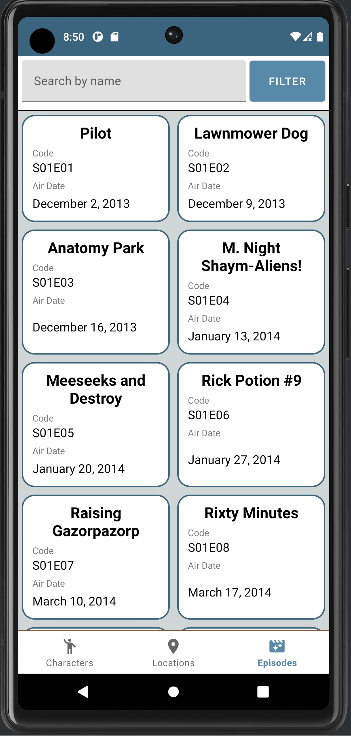 8:50
Search by name
FILTER
Pilot
Code
S01E01
Air Date
December 2, 2013
Lawnmower Dog
Code
S01E02
Air Date
December 9, 2013
Anatomy Park
Code
S01E03
Air Date
December 16, 2013
M. Night
Shaym-Aliens!
Code
S01E04
Air Date
January 13, 2014
Meeseeks and
Destroy
Code
S01E05
Air Date
January 20, 2014
Rick Potion #9
Code
S01E06
Air Date
January 27, 2014
Raising
Gazorpazorp
Code
S01E07
Air Date
March 10, 2014
Rixty Minutes
Code
S01E08
Air Date
March 17, 2014
Characters
Locations
Episodes